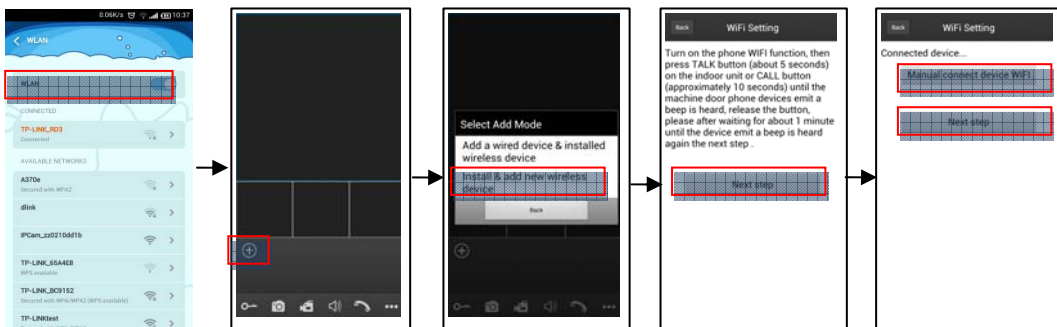 0.06K/s 10:37
WLAN
WLAN
CONNECTED
TP-LINK_RD3
Connected
AVAILABLE NETWORKS
A370e
Secured with WPA2
dlink
IPCam_zz0210dd1b
TP-LINK_65A4E8
WPS available
TP-LINK_BC9152
Secured with WPA/WPA2 (WPS available)
TP-LINKtest
Select Add Mode
Add a wired device & installed
wireless device
Install & add new wireless
device
Back
Back WiFi Setting
Turn on the phone WIFI function, then
press TALK button (about 5 seconds)
on the indoor unit or CALL button
(approximately 10 seconds) until the
machine door phone devices emit a
beep is heard, release the button,
please after waiting for about 1 minute
until the device emit a beep is heard
again the next step .
Next step
Back WiFi Setting
Connected device...
Manual connect device WIFI
Next step